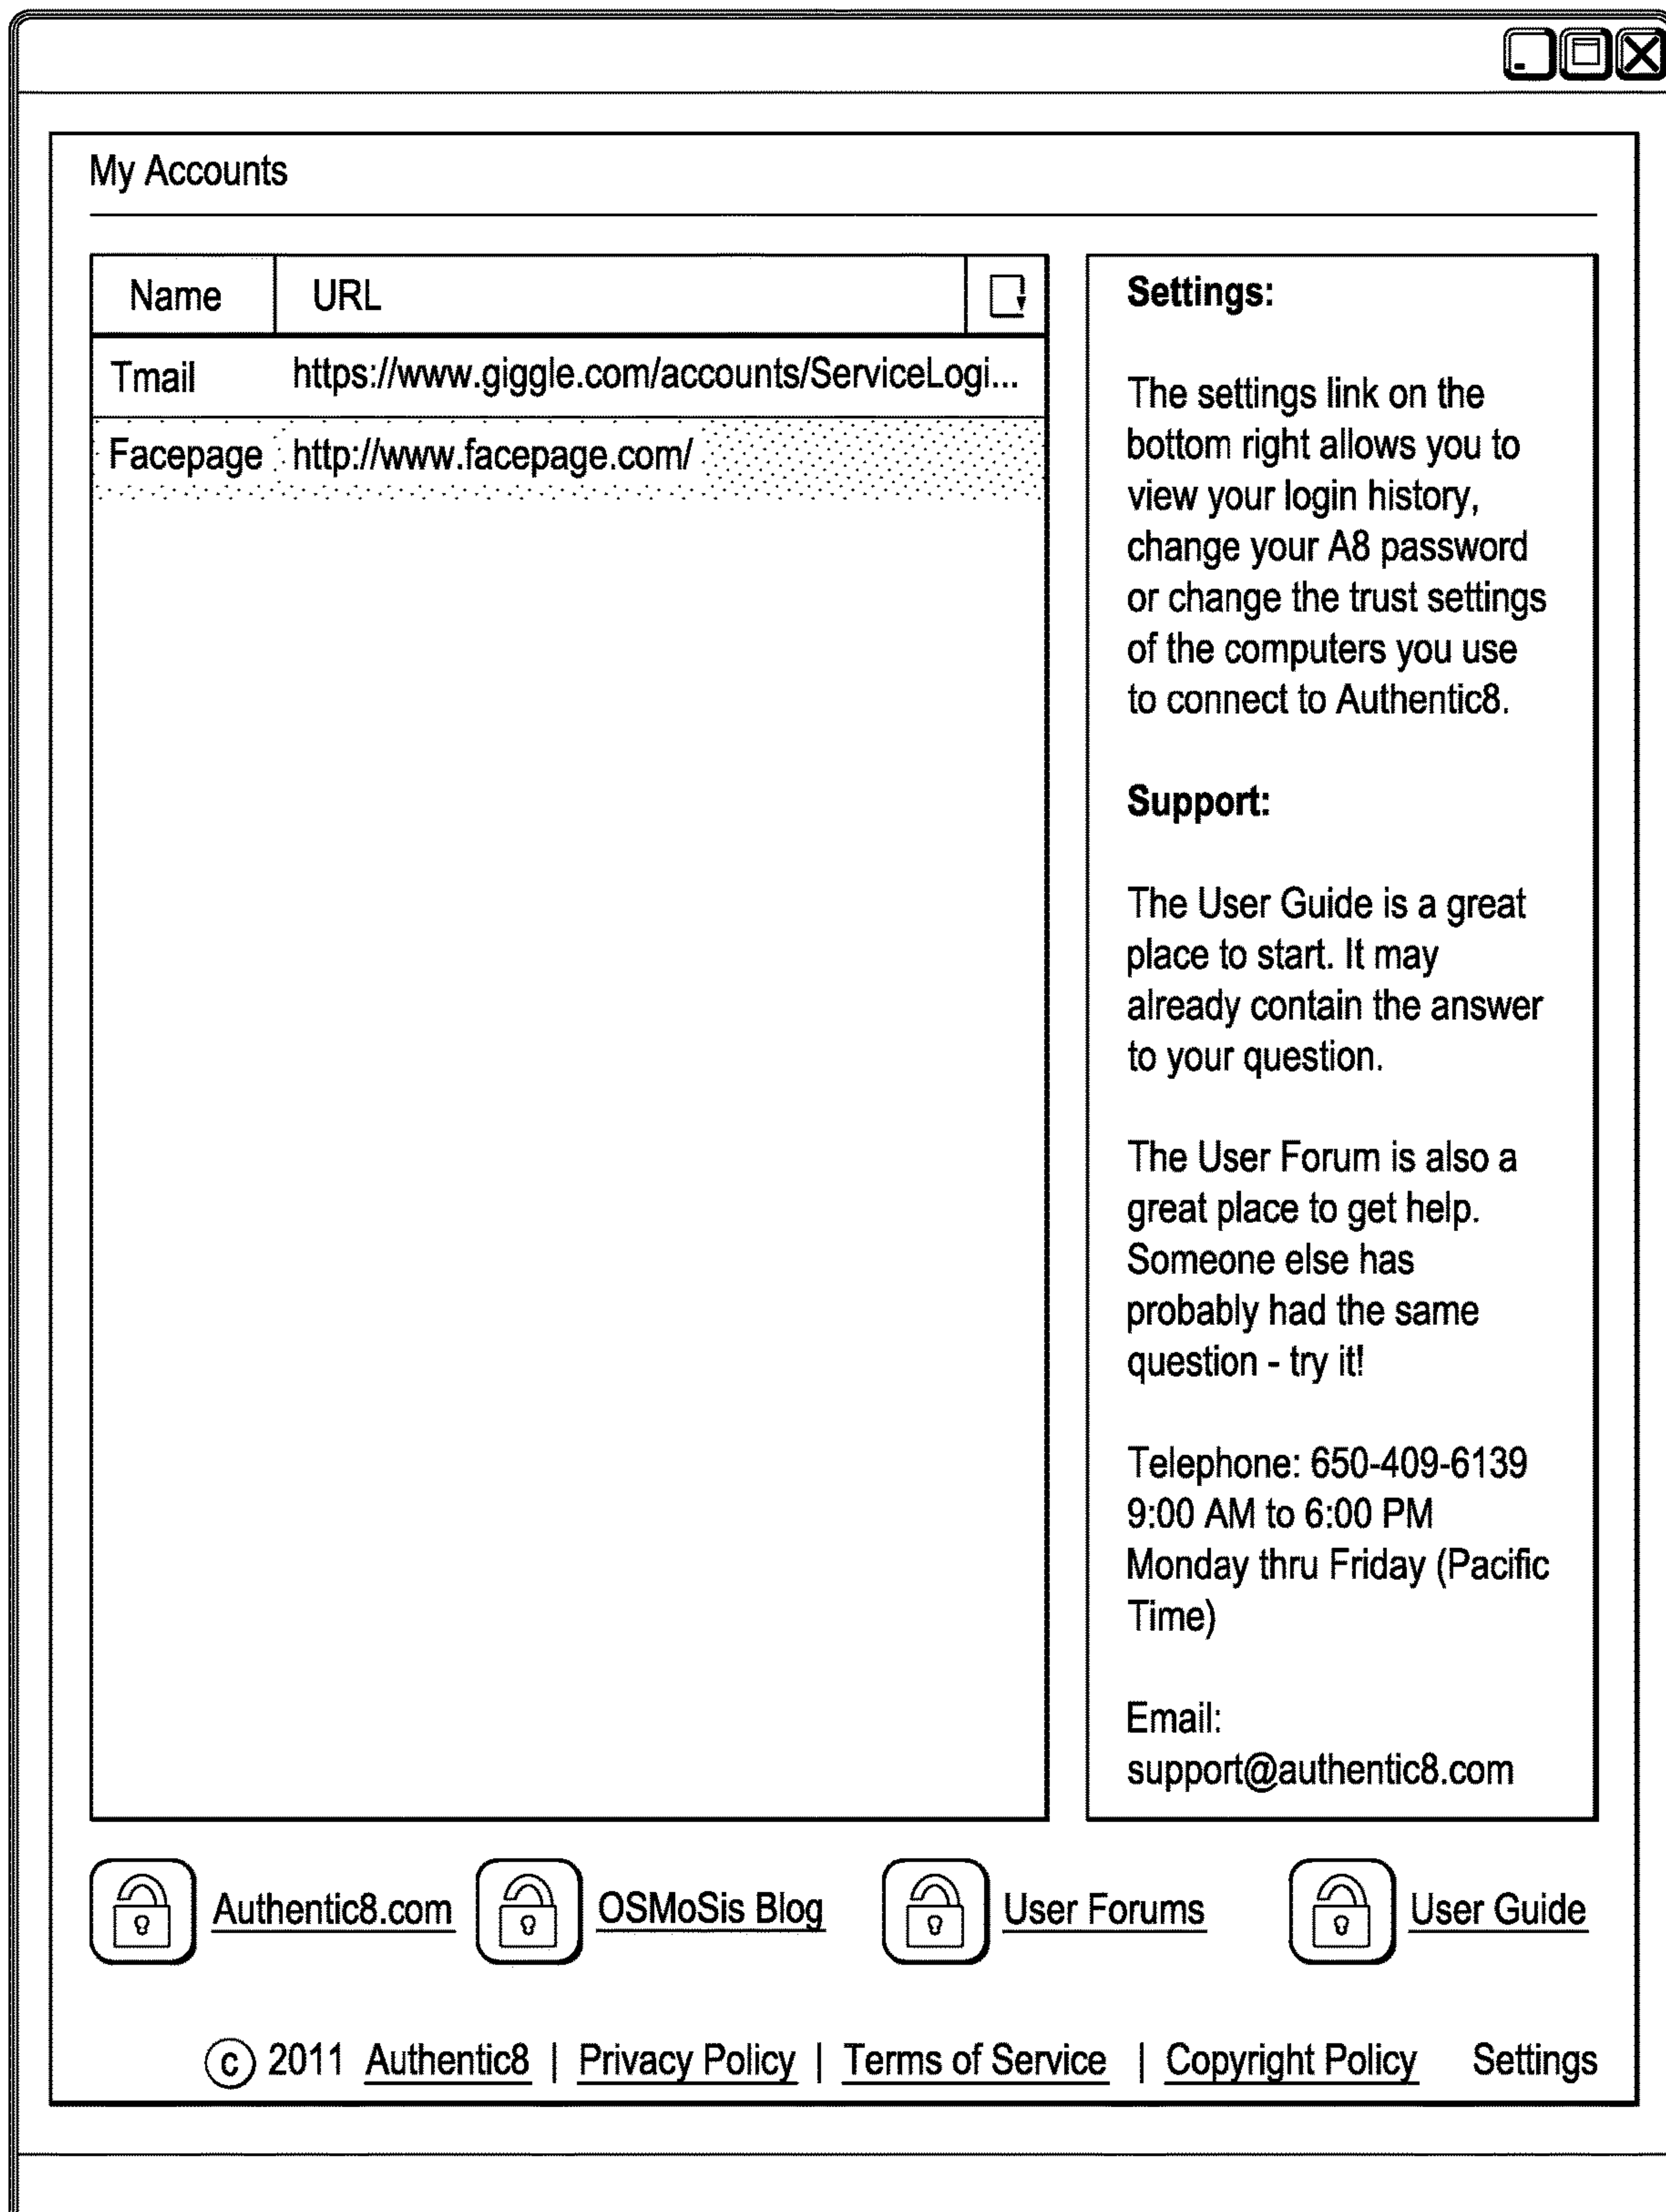 My Accounts
Name URL
Tmail https://www.giggle.com/accounts/ServiceLogi...
Facepage http://www.facepage.com/
Settings:
The settings link on the
bottom right allows you to
view your login history,
change your A8 password
or change the trust settings
of the computers you use
to connect to Authentic8.
Support:
The User Guide is a great
place to start. It may
already contain the answer
to your question.
The User Forum is also a
great place to get help.
Someone else has
probably had the same
question - try it!
Telephone: 650-409-6139
9:00 AM to 6:00 PM
Monday thru Friday (Pacific
Time)
Email:
support@authentic8.com
Authentic8.com OSMoSis Blog User Forums User Guide
© 2011 Authentic8 | Privacy Policy | Terms of Service | Copyright Policy Settings